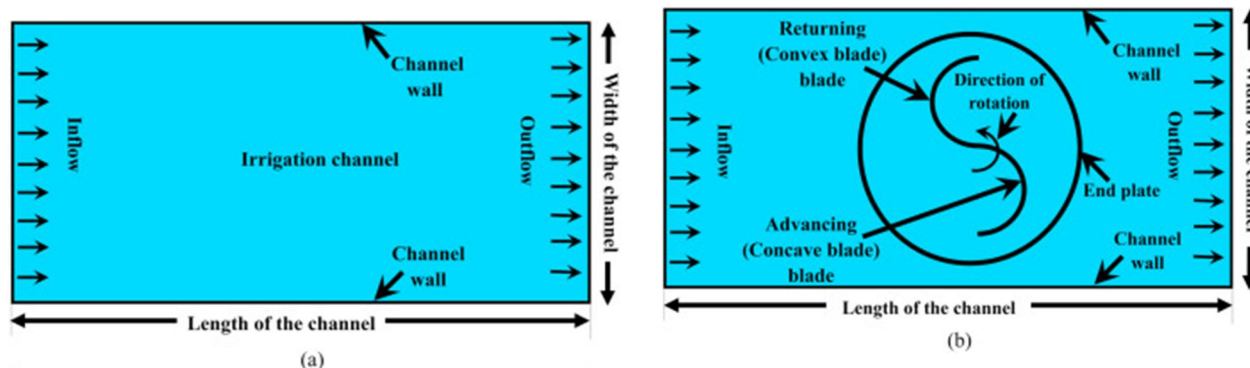 Channel
wall
Inflow
Irrigation channel
Outflow
Width of the channel
Channel
wall
Length of the channel
(a)
Returning
(Convex blade)
blade
Direction of
rotation
Channel
wall
Inflow
Outflow
End plate
Advancing
(Concave blade)
blade
Channel
wall
Length of the channel
(b)